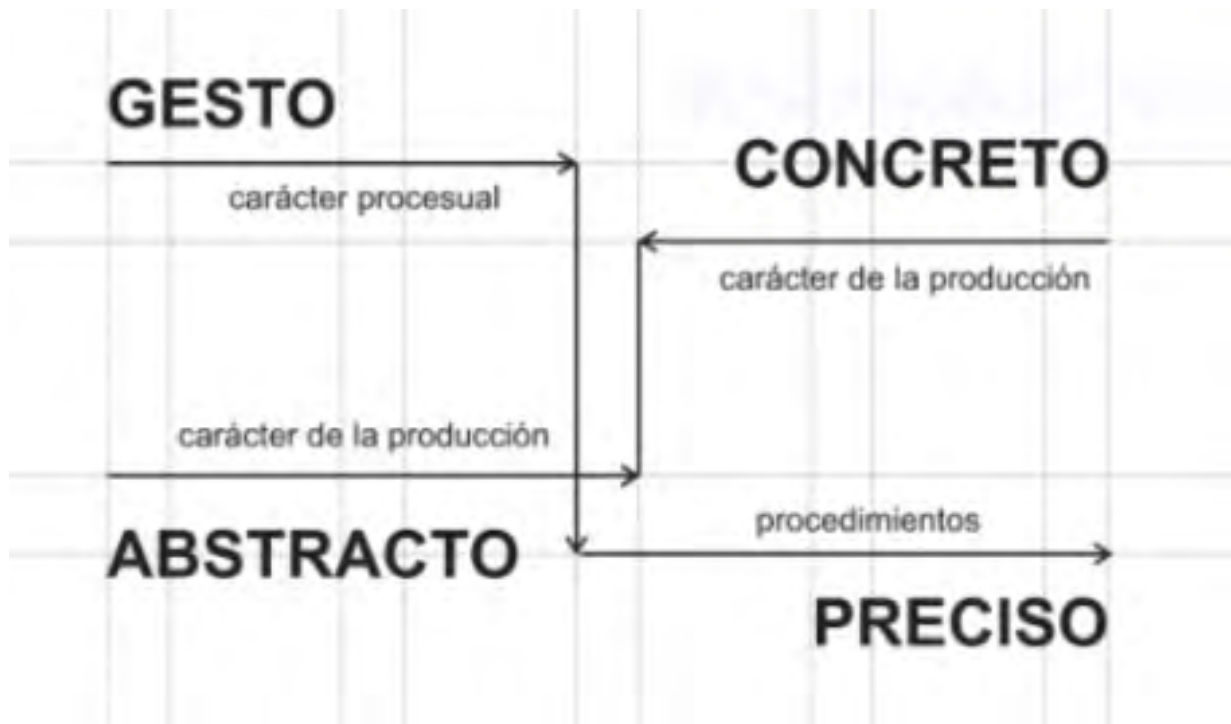 GESTO
CONCRETO
carácter procesual
carácter de la producción
carácter de la producción
procedimientos
ABSTRACTO
PRECISO